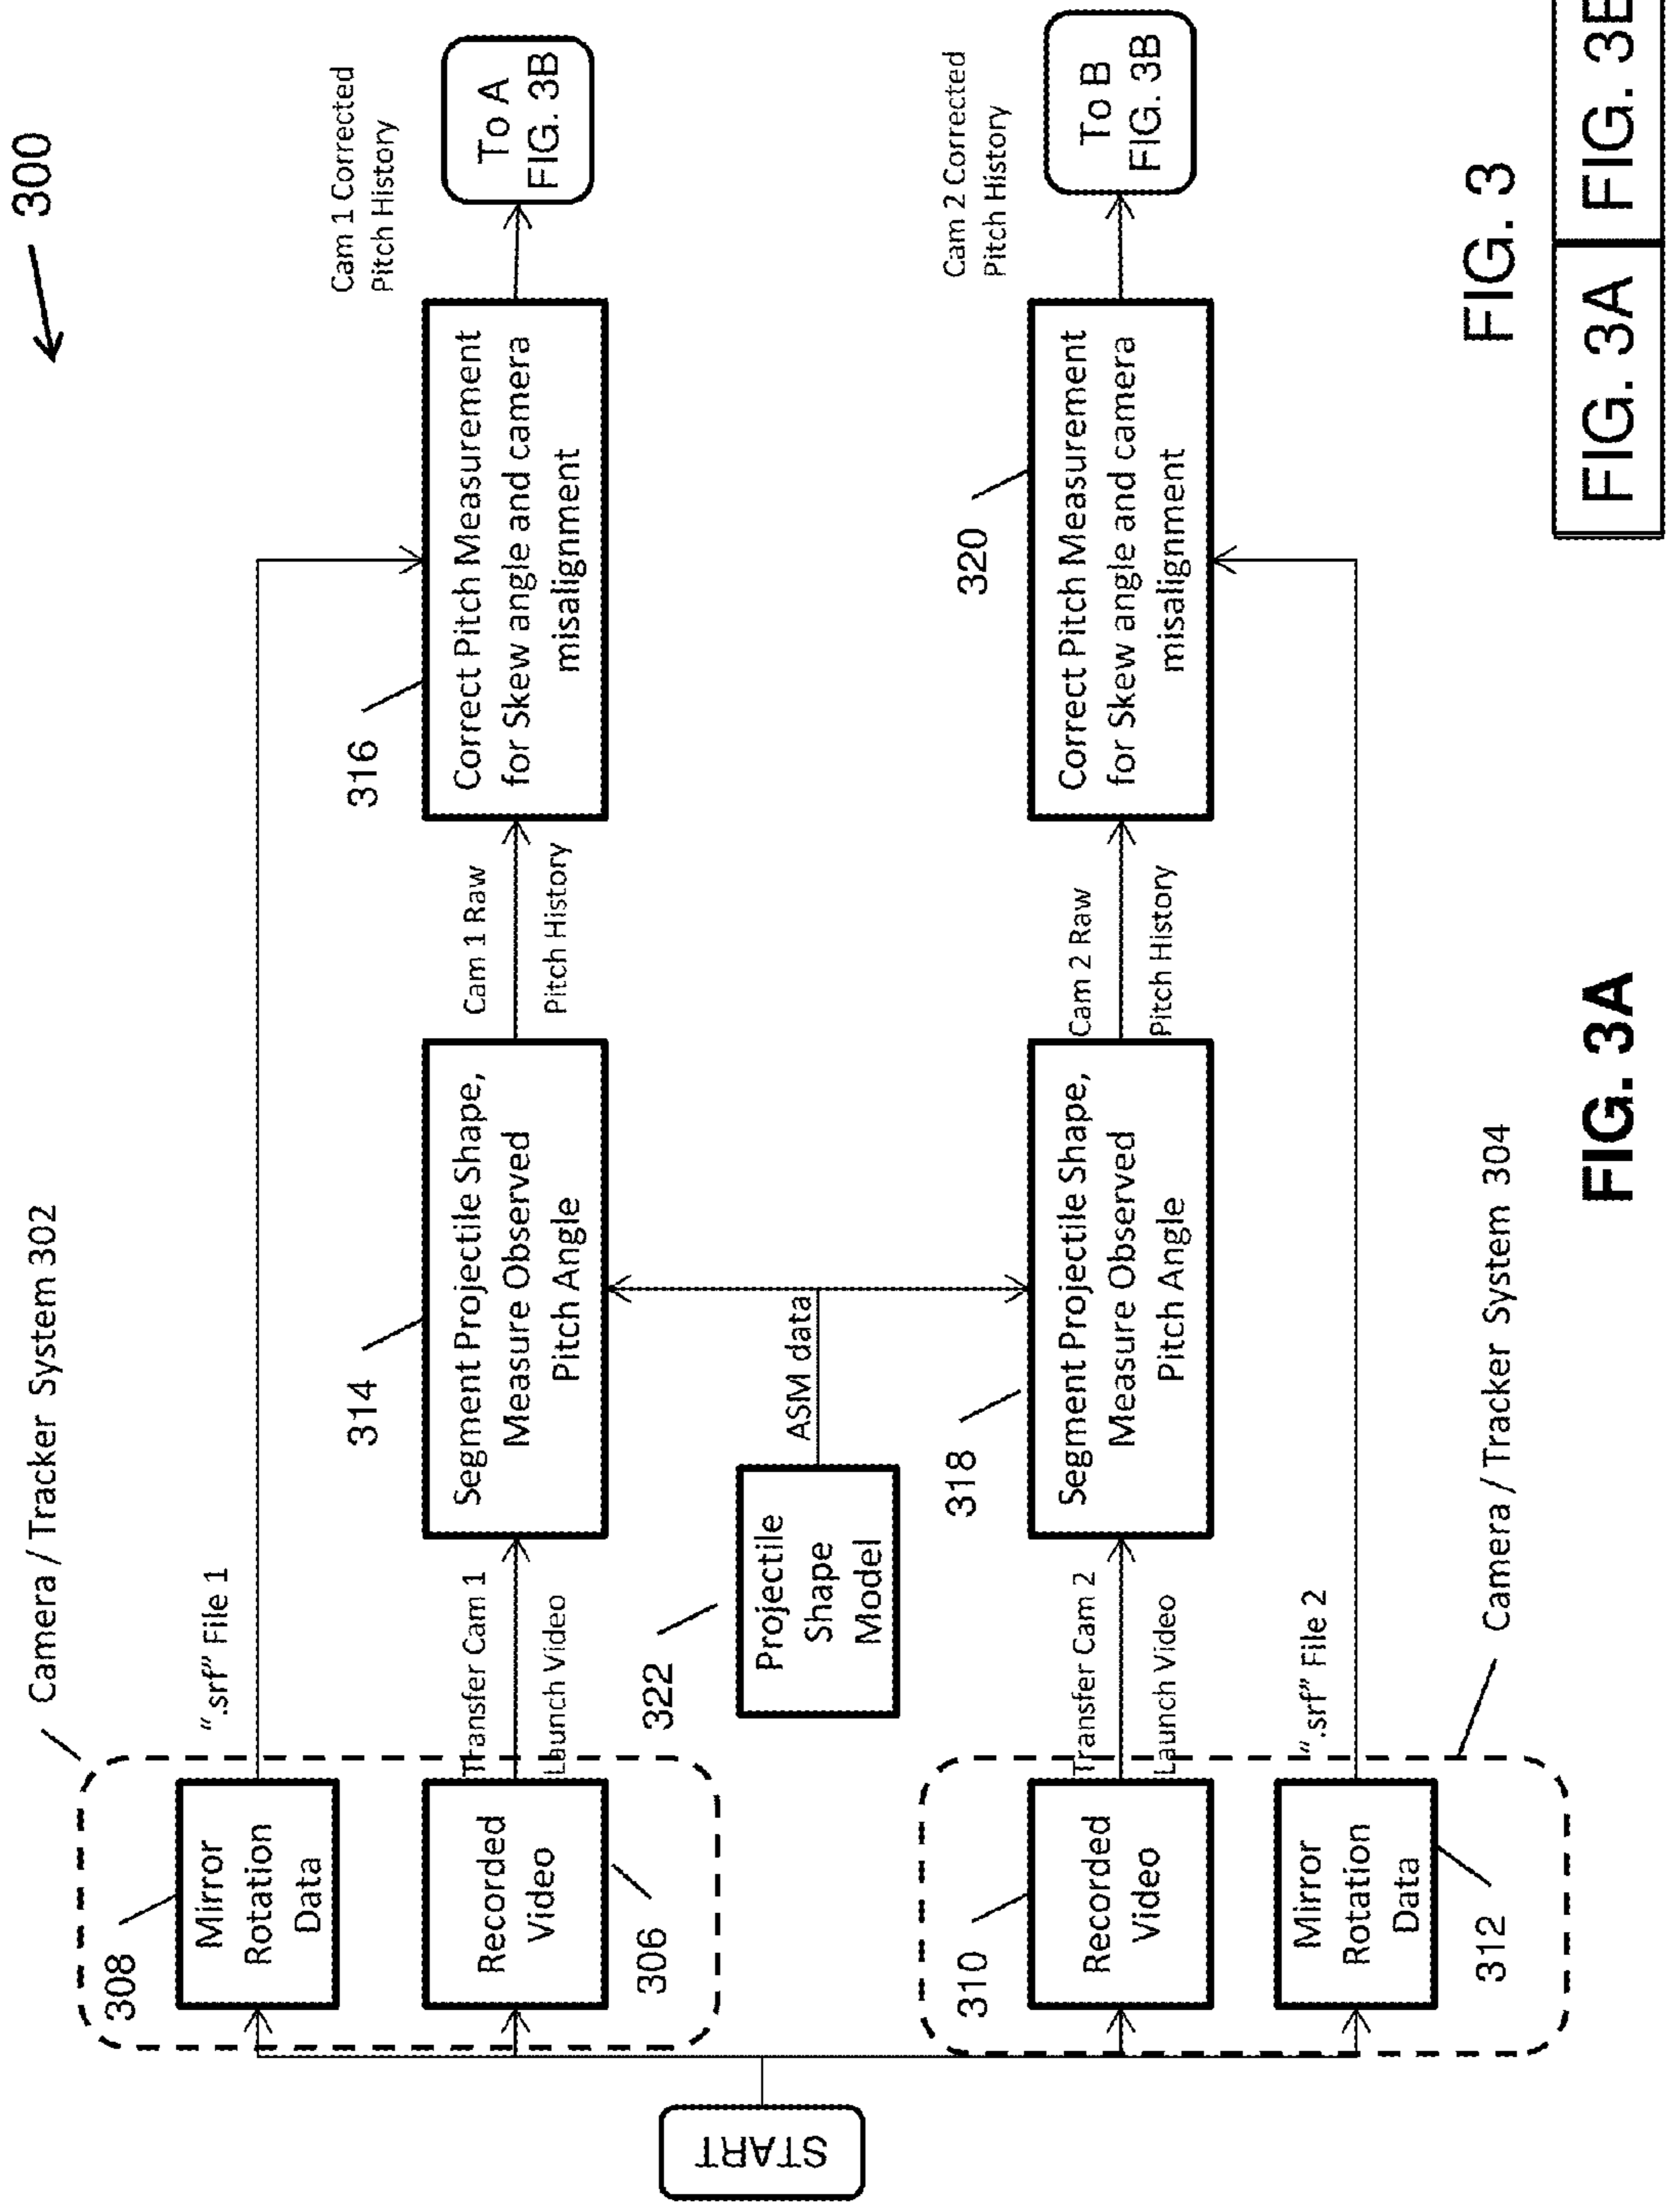 300
Camera / Tracker System 302
308
Mirror
Rotation
Data
“.srf” File 1
306
Recorded
Video
Transfer Cam 1
Launch Video
314
Segment Projectile Shape,
Measure Observed
Pitch Angle
Cam 1 Raw
Pitch History
316
Correct Pitch Measurement
for Skew angle and camera
misalignment
Cam 1 Corrected
Pitch History
To A
FIG. 3B
START
322
Projectile
Shape
Model
ASM data
310
Recorded
Video
Transfer Cam 2
Launch Video
318
Segment Projectile Shape,
Measure Observed
Pitch Angle
Cam 2 Raw
Pitch History
320
Correct Pitch Measurement
for Skew angle and camera
misalignment
Cam 2 Corrected
Pitch History
To B
FIG. 3B
312
Mirror
Rotation
Data
“.srf” File 2
Camera / Tracker System 304
FIG. 3A
FIG. 3
FIG. 3A
FIG. 3B